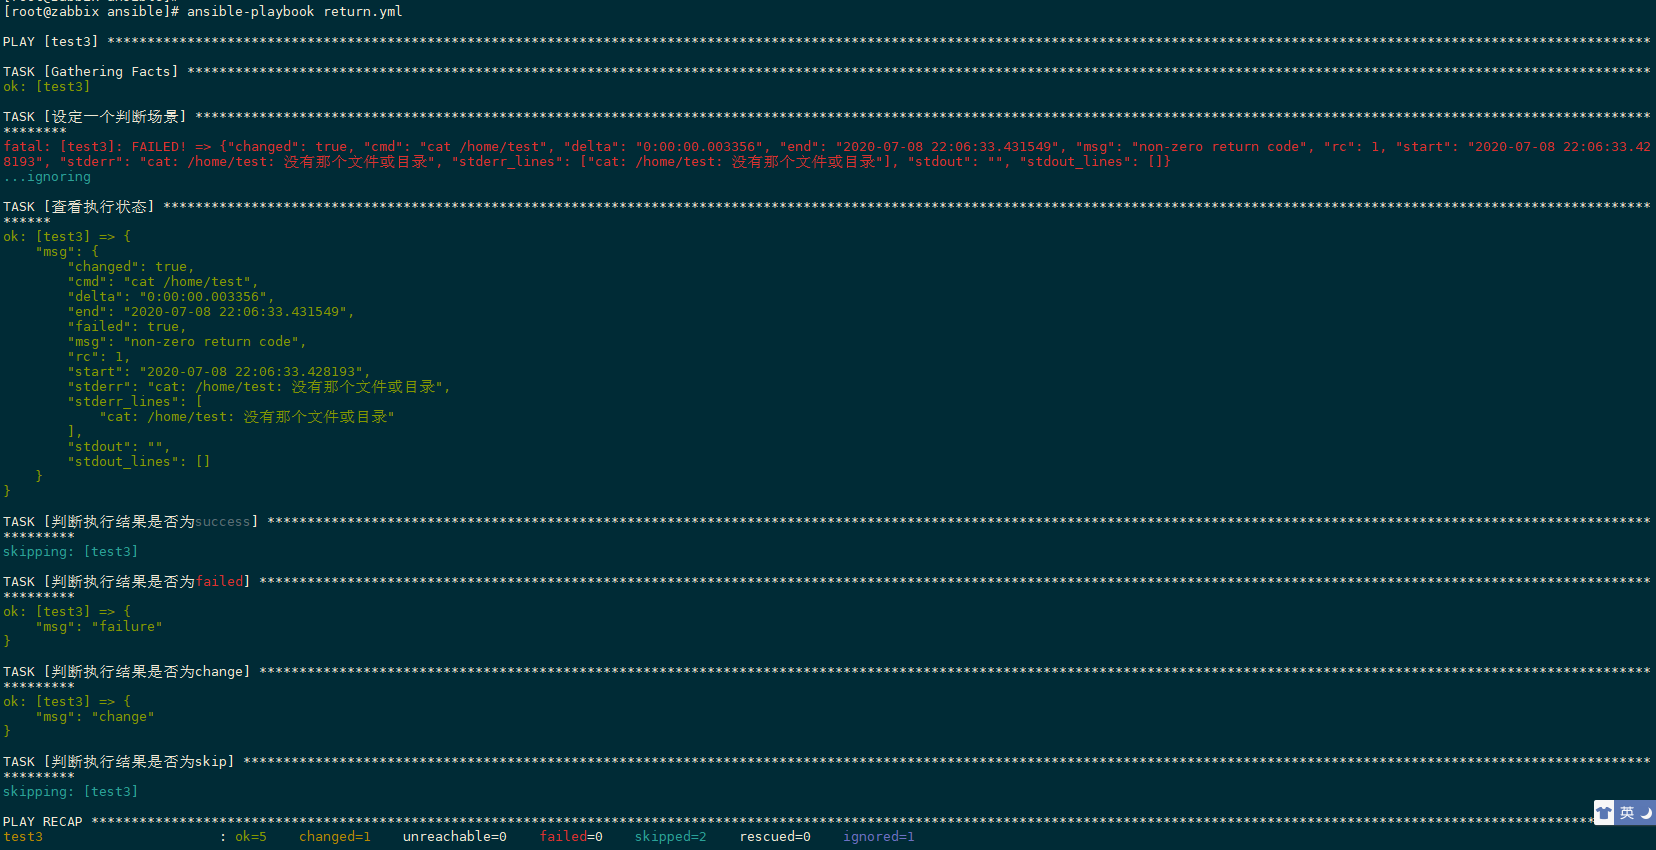 [root@zabbix ansible]# ansible-playbook return.yml
PLAY [test3] ****************************************************************************************************************************************************************************************************
TASK [Gathering Facts] ******************************************************************************************************************************************************************************************
ok: [test3]
TASK [设定一个判断场景] **************************************************************************************************************************************************************************************
********
fatal: [test3]: FAILED! => {"changed": true, "cmd": "cat /home/test", "delta": "0:00:00.003356", "end": "2020-07-08 22:06:33.431549", "msg": "non-zero return code", "rc": 1, "start": "2020-07-08 22:06:33.42
8193", "stderr": "cat: /home/test: 没有那个文件或目录", "stderr_lines": ["cat: /home/test: 没有那个文件或目录"], "stdout": "", "stdout_lines": []}
...ignoring
TASK [查看执行状态] ******************************************************************************************************************************************************************************************
******
ok: [test3] => {
"msg": {
"changed": true,
"cmd": "cat /home/test",
"delta": "0:00:00.003356",
"end": "2020-07-08 22:06:33.431549",
"failed": true,
"msg": "non-zero return code",
"rc": 1,
"start": "2020-07-08 22:06:33.428193",
"stderr": "cat: /home/test: 没有那个文件或目录",
"stderr_lines": [
"cat: /home/test: 没有那个文件或目录"
],
"stdout": "",
"stdout_lines": []
}
}
TASK [判断执行结果是否为success] *****************************************************************************************************************************************************************************
*********
skipping: [test3]
TASK [判断执行结果是否为failed] ******************************************************************************************************************************************************************************
*********
ok: [test3] => {
"msg": "failure"
}
TASK [判断执行结果是否为change] ******************************************************************************************************************************************************************************
*********
ok: [test3] => {
"msg": "change"
}
TASK [判断执行结果是否为skip] ********************************************************************************************************************************************************************************
*********
skipping: [test3]
PLAY RECAP ******************************************************************************************************************************************************************************************************
test3 : ok=5 changed=1 unreachable=0 failed=0 skipped=2 rescued=0 ignored=1
英